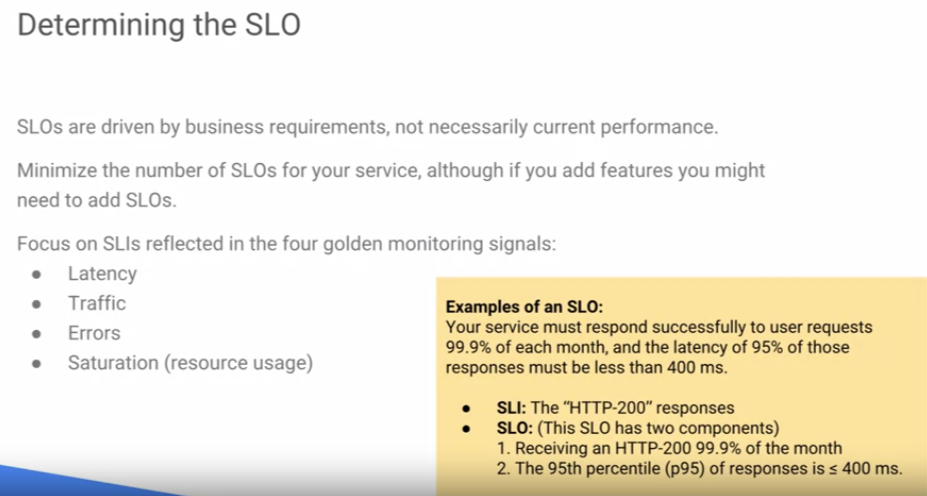 Determining the SLO
SLOs are driven by business requirements, not necessarily current performance.
Minimize the number of SLOs for your service, although if you add features you might
need to add SLOs.
Focus on SLIs reflected in the four golden monitoring signals:
● Latency
● Traffic
● Errors
● Saturation (resource usage)
Examples of an SLO:
Your service must respond successfully to user requests
99.9% of each month, and the latency of 95% of those
responses must be less than 400 ms.
● SLI: The “HTTP-200” responses
● SLO: (This SLO has two components)
1. Receiving an HTTP-200 99.9% of the month
2. The 95th percentile (p95) of responses is ≤ 400 ms.